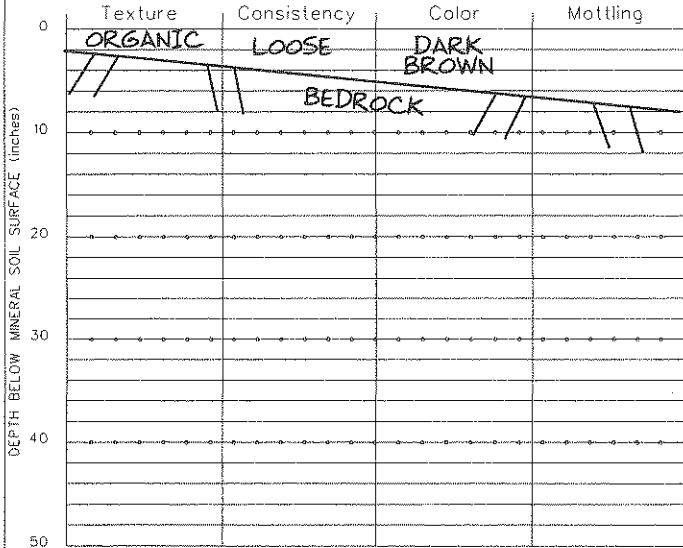 Texture Consistency Color Mottling
0
ORGANIC LOOSE DARK BROWN
BEDROCK
10
20
30
40
50
DEPTH BELOW MINERAL SOIL SURFACE (inches)